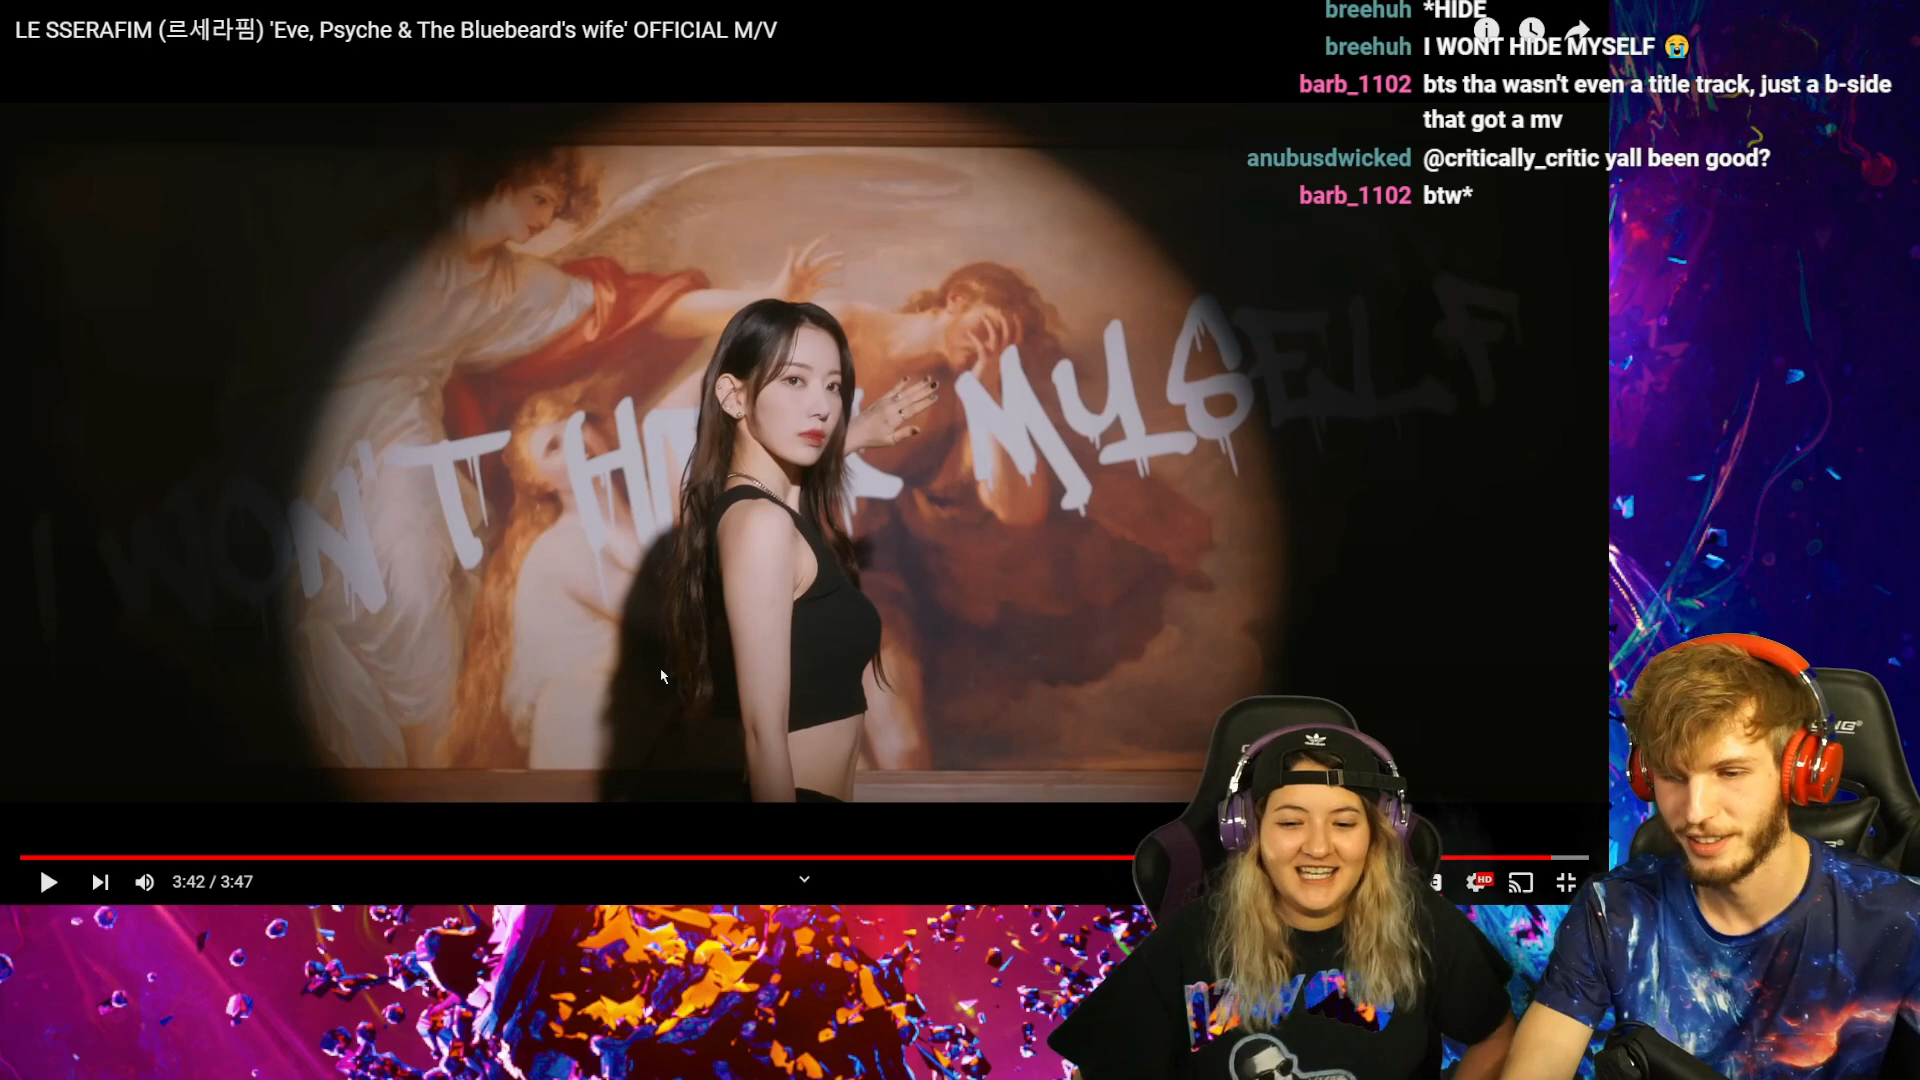 LE SSERAFIM (르세라핌) 'Eve, Psyche & The Bluebeard's wife' OFFICIAL M/V
breehuh *HIDE
breehuh I WONT HIDE MYSELF 😭
barb_1102 bts tha wasn't even a title track, just a b-side
that got a mv
anubusdwicked @critically_critic yall been good?
barb_1102 btw*
I WON'T MYSELF
3:42 / 3:47
HD